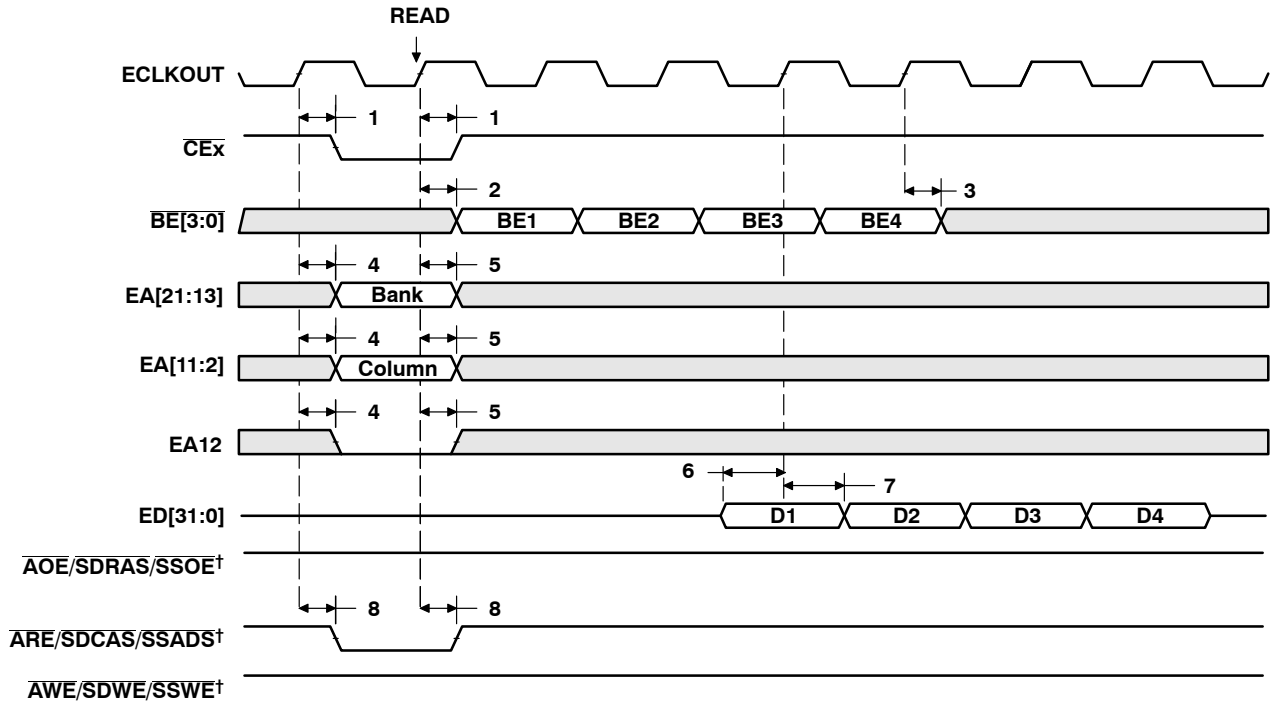 READ
ECLKOUT
1 1
CEx
2 3
BE[3:0] BE1 BE2 BE3 BE4
4 5
EA[21:13] Bank
4 5
EA[11:2] Column
4 5
EA12
6 7
ED[31:0] D1 D2 D3 D4
AOE/SDRAS/SSOE†
8 8
ARE/SDCAS/SSADS†
AWE/SDWE/SSWE†